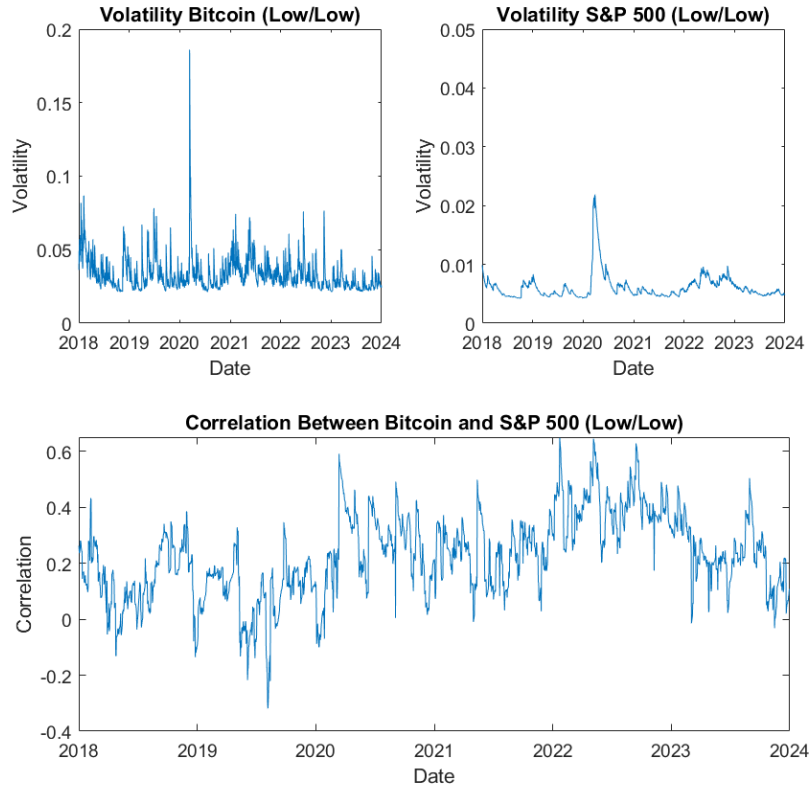 Volatility Bitcoin (Low/Low)
0.2
0.15
0.1
0.05
0
Volatility
2018 2019 2020 2021 2022 2023 2024
Date
Volatility S&P 500 (Low/Low)
0.05
0.04
0.03
0.02
0.01
0
Volatility
2018 2019 2020 2021 2022 2023 2024
Date
Correlation Between Bitcoin and S&P 500 (Low/Low)
0.6
0.4
0.2
0
-0.2
-0.4
Correlation
2018 2019 2020 2021 2022 2023 2024
Date